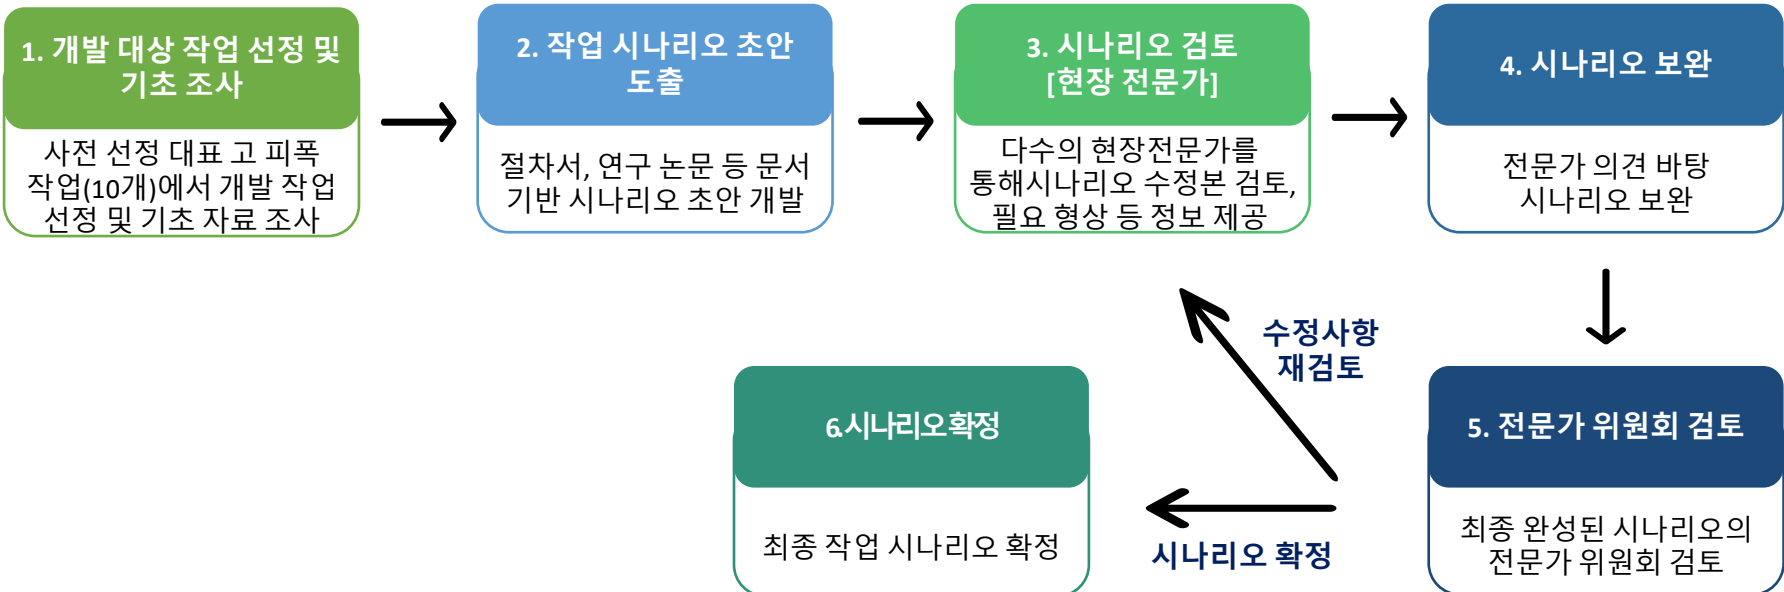 1. 개발 대상 작업 선정 및
기초 조사
사전 선정 대표 고 피폭
작업(10개)에서 개발 작업
선정 및 기초 자료 조사
2. 작업 시나리오 초안
도출
절차서, 연구 논문 등 문서
기반 시나리오 초안 개발
3. 시나리오 검토
[현장 전문가]
다수의 현장전문가를
통해시나리오 수정본 검토,
필요 형상 등 정보 제공
4. 시나리오 보완
전문가 의견 바탕
시나리오 보완
수정사항
재검토
5. 전문가 위원회 검토
최종 완성된 시나리오의
전문가 위원회 검토
시나리오 확정
6.시나리오확정
최종 작업 시나리오 확정